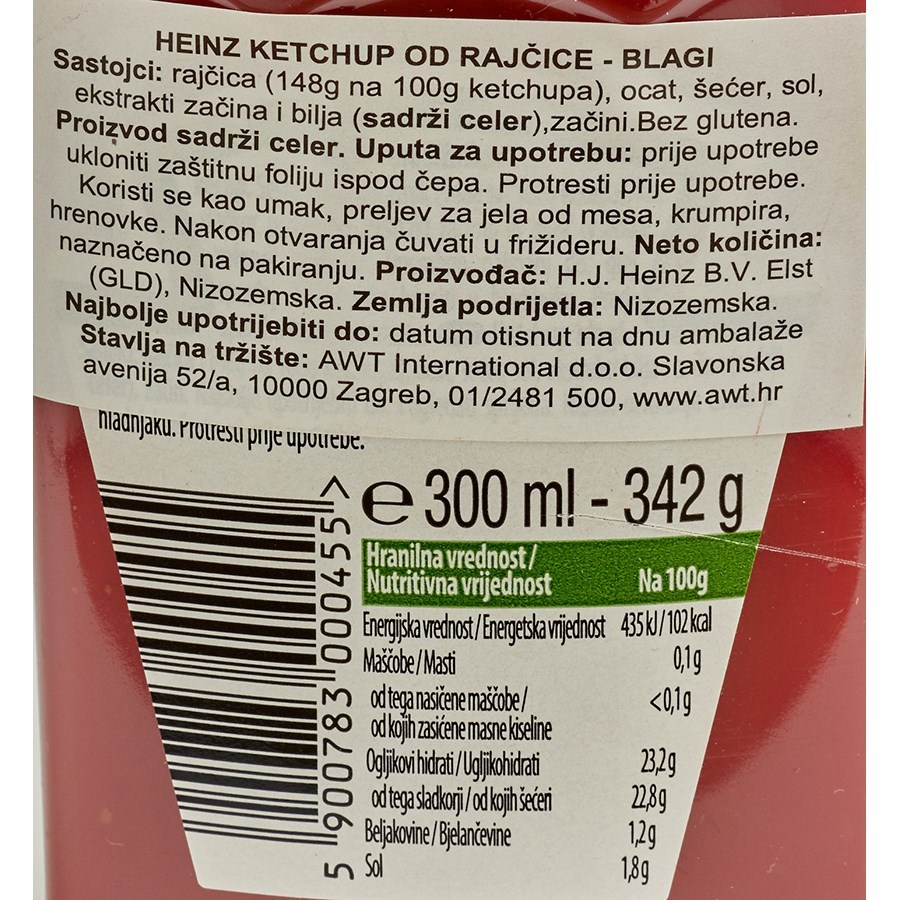 HEINZ KETCHUP OD RAJČICE - BLAGI
Sastojci: rajčica (148g na 100g ketchupa), ocat, šećer, sol,
ekstrakti začina i bilja (sadrži celer),začini.Bez glutena.
Proizvod sadrži celer. Uputa za upotrebu: prije upotrebe
ukloniti zaštitnu foliju ispod čepa. Protresti prije upotrebe.
Koristi se kao umak, preljev za jela od mesa, krumpira,
hrenovke. Nakon otvaranja čuvati u frižideru. Neto količina:
naznačeno na pakiranju. Proizvođač: H.J. Heinz B.V. Elst
(GLD), Nizozemska. Zemlja podrijetla: Nizozemska.
Najbolje upotrijebiti do: datum otisnut na dnu ambalaže
Stavlja na tržište: AWT International d.o.o. Slavonska
avenija 52/a, 10000 Zagreb, 01/2481 500, www.awt.hr
hladnjaku. Protresti prije upotrebe.
5 900783 000455 >
e 300 ml - 342 g
Hranilna vrednost /
Nutritivna vrijednost Na 100g
Energijska vrednost / Energetska vrijednost 435 kJ / 102 kcal
Maščobe / Masti 0,1 g
od tega nasičene maščobe / <0,1 g
od kojih zasićene masne kiseline
Ogljikovi hidrati / Ugljikohidrati 23,2 g
od tega sladkorji / od kojih šećeri 22,8 g
Beljakovine / Bjelančevine 1,2 g
Sol 1,8 g